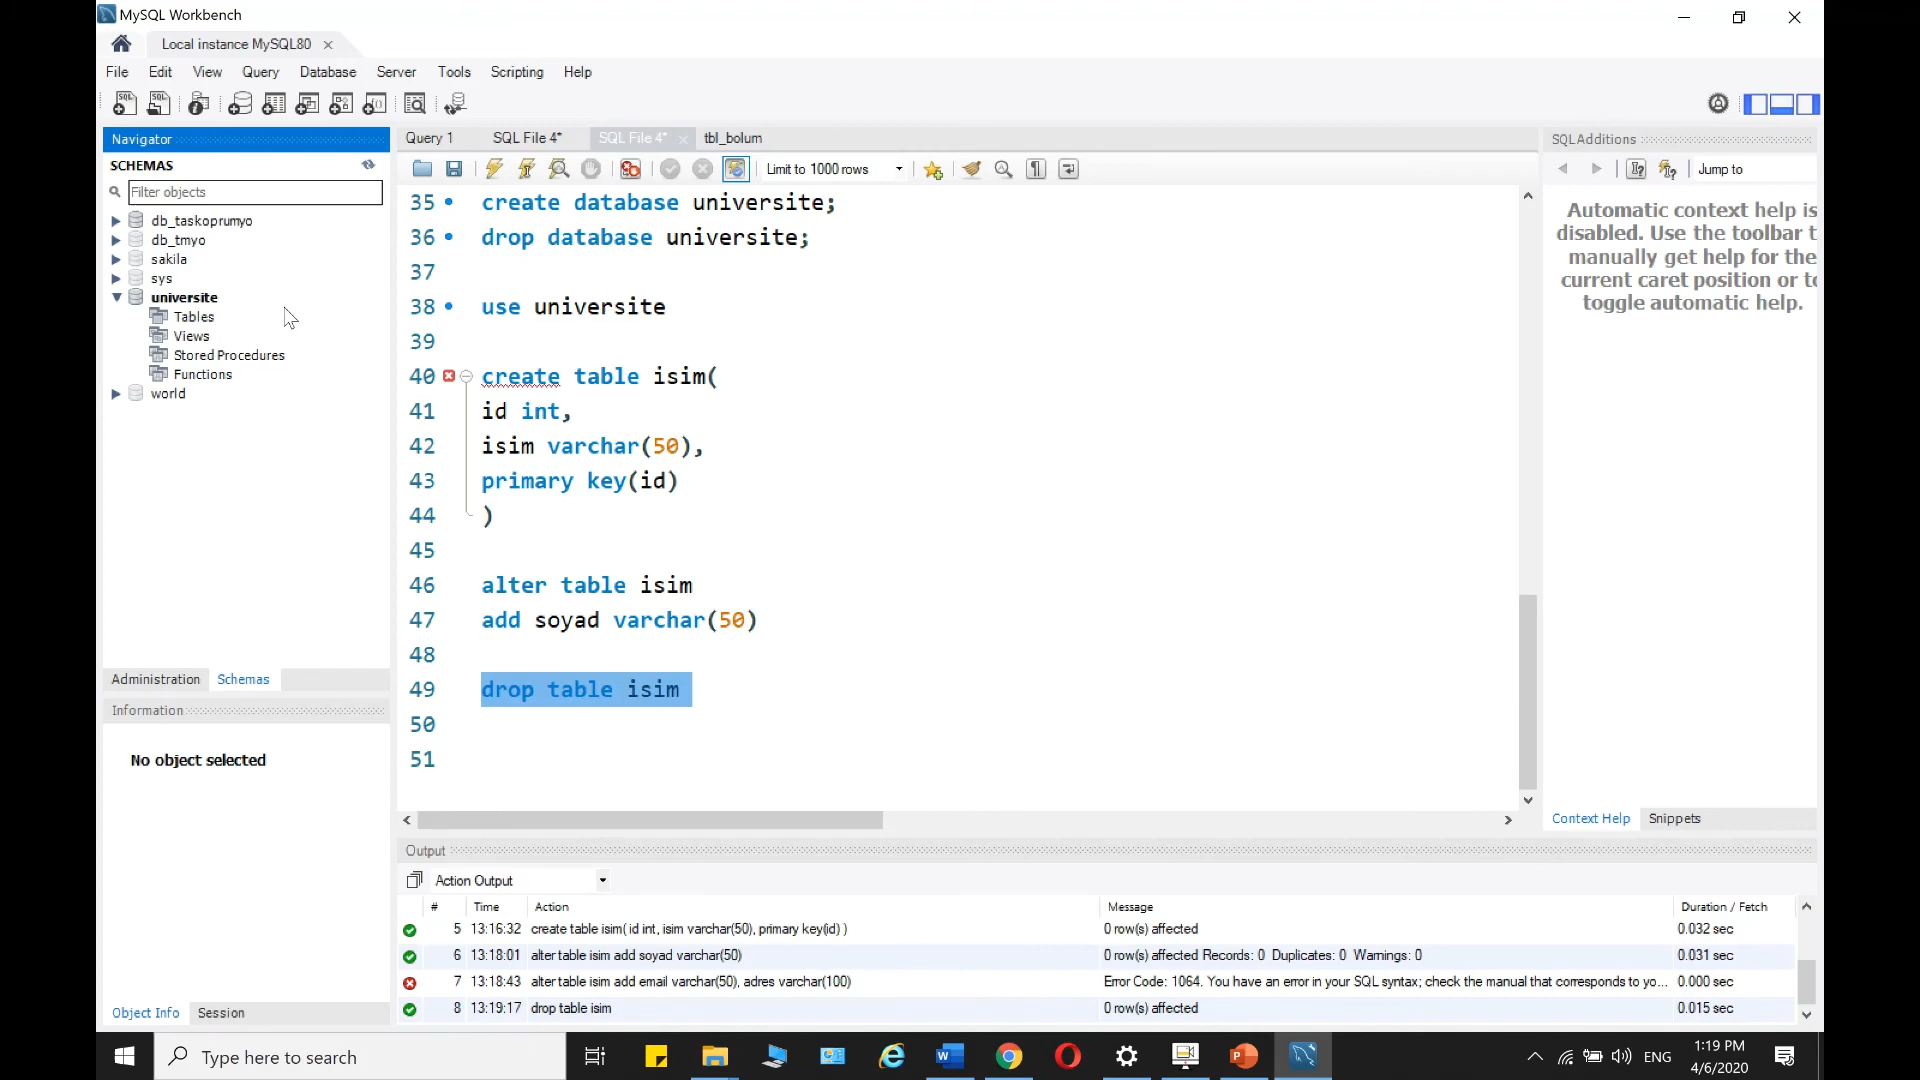 MySQL Workbench
Local instance MySQL80
File Edit View Query Database Server Tools Scripting Help
Navigator
SCHEMAS
Filter objects
db_taskoprumyo
db_tmyo
sakila
sys
universite
Tables
Views
Stored Procedures
Functions
world
Administration Schemas
Information
No object selected
Object Info Session
Query 1 SQL File 4* SQL File 4* tbl_bolum
Limit to 1000 rows
35 create database universite;
36 drop database universite;
37
38 use universite
39
40 create table isim(
41 id int,
42 isim varchar(50),
43 primary key(id)
44 )
45
46 alter table isim
47 add soyad varchar(50)
48
49 drop table isim
50
51
SQLAdditions
Jump to
Automatic context help is
disabled. Use the toolbar t
manually get help for the
current caret position or to
toggle automatic help.
Context Help Snippets
Output
Action Output
# Time Action Message Duration / Fetch
5 13:16:32 create table isim( id int, isim varchar(50), primary key(id) ) 0 row(s) affected 0.032 sec
6 13:18:01 alter table isim add soyad varchar(50) 0 row(s) affected Records: 0 Duplicates: 0 Warnings: 0 0.031 sec
7 13:18:43 alter table isim add email varchar(50), adres varchar(100) Error Code: 1064. You have an error in your SQL syntax; check the manual that corresponds to yo... 0.000 sec
8 13:19:17 drop table isim 0 row(s) affected 0.015 sec
Type here to search
ENG
1:19 PM
4/6/2020